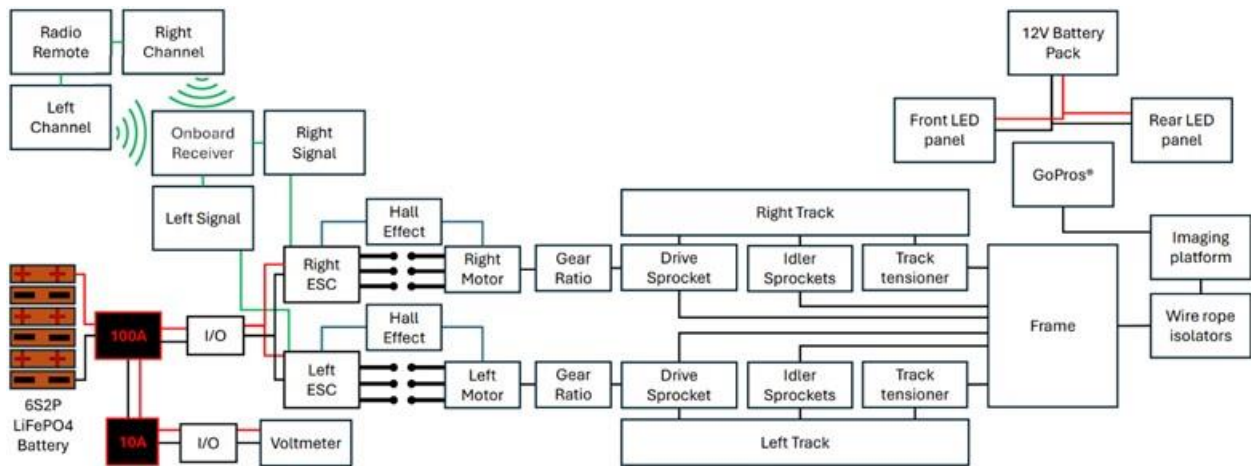 Radio
Remote
Right
Channel
Left
Channel
Onboard
Receiver
Right
Signal
Left Signal
12V Battery
Pack
Front LED
panel
Rear LED
panel
GoPros®
Imaging
platform
Wire rope
isolators
Frame
Right Track
Hall
Effect
Right
ESC
Right
Motor
Gear
Ratio
Drive
Sprocket
Idler
Sprockets
Track
tensioner
100A
I/O
Hall
Effect
Left
ESC
Left
Motor
Gear
Ratio
Drive
Sprocket
Idler
Sprockets
Track
tensioner
Left Track
6S2P
LiFePO4
Battery
10A
I/O
Voltmeter